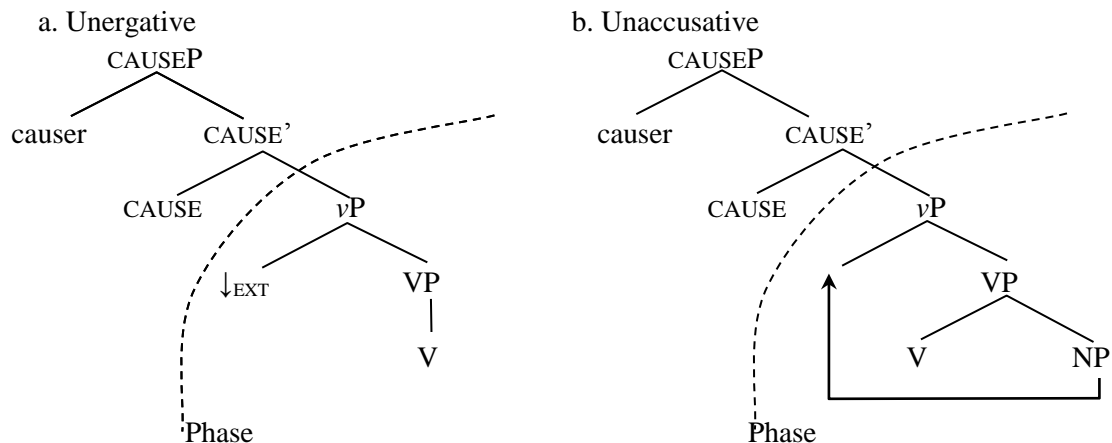 a. Unergative b. Unaccusative
CAUSEP CAUSEP
causer CAUSE’ causer CAUSE’
CAUSE vP CAUSE vP
↓EXT VP VP
V V NP
Phase Phase